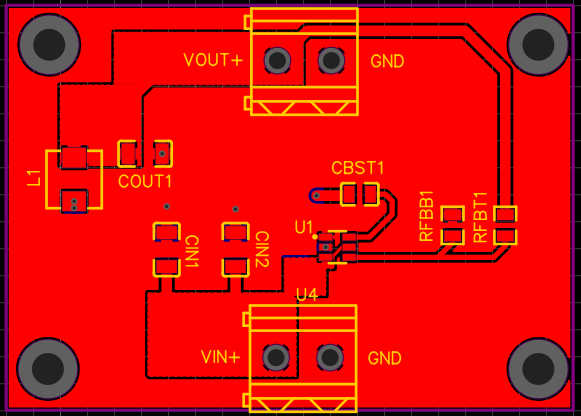 VOUT+ GND
L1
COUT1
CBST1
RFBB1
RFBT1
U1
CIN1
CIN2
U4
VIN+ GND